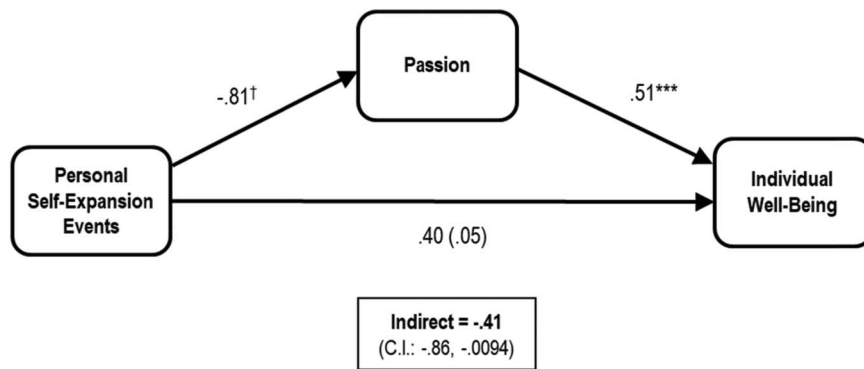 Passion
-.81†
.51***
Personal
Self-Expansion
Events
Individual
Well-Being
.40 (.05)
Indirect = -.41
(C.I.: -.86, -.0094)